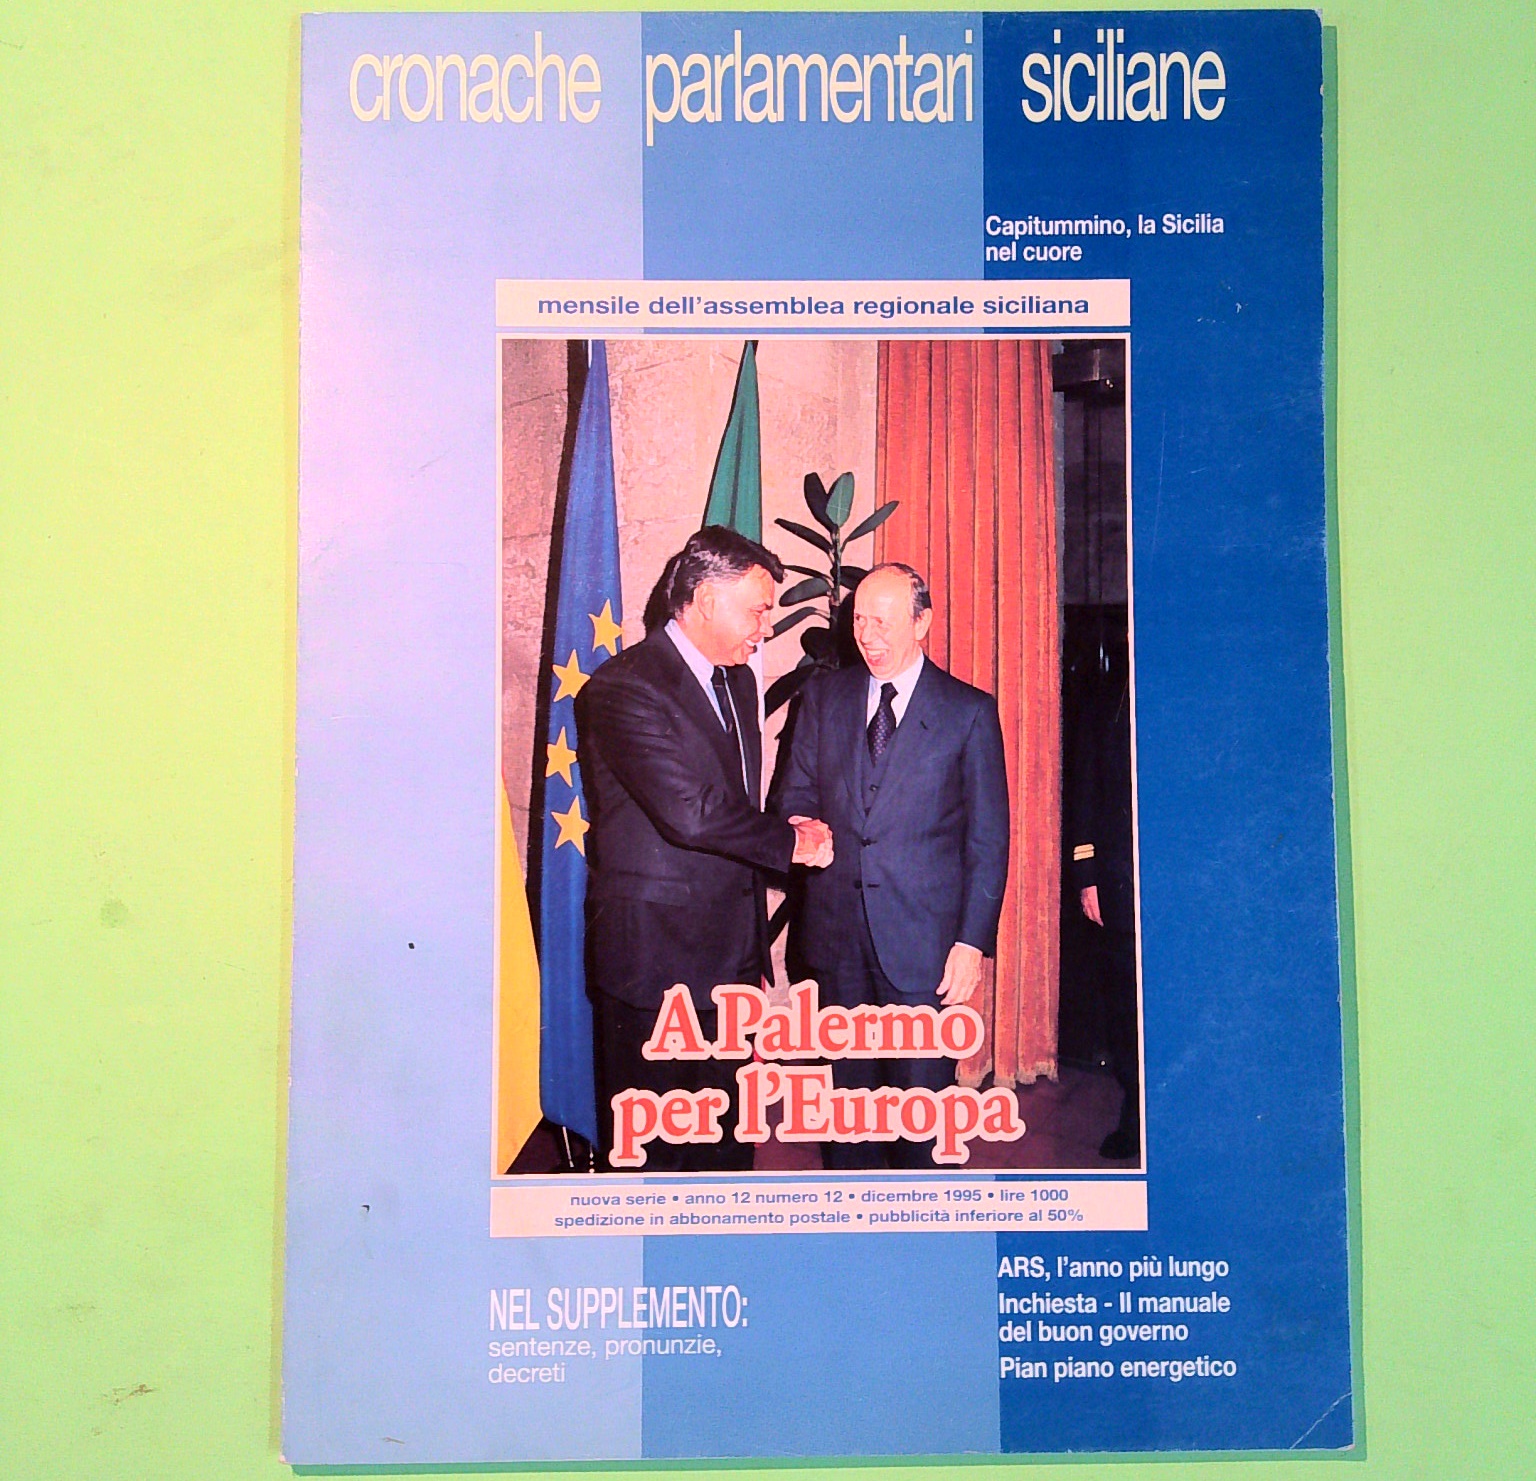 cronache parlamentari siciliane
Capitummino, la Sicilia
nel cuore
mensile dell'assemblea regionale siciliana
A Palermo
per l'Europa
nuova serie • anno 12 numero 12 • dicembre 1995 • lire 1000
spedizione in abbonamento postale • pubblicità inferiore al 50%
NEL SUPPLEMENTO:
sentenze, pronunzie,
decreti
ARS, l'anno più lungo
Inchiesta - Il manuale
del buon governo
Pian piano energetico